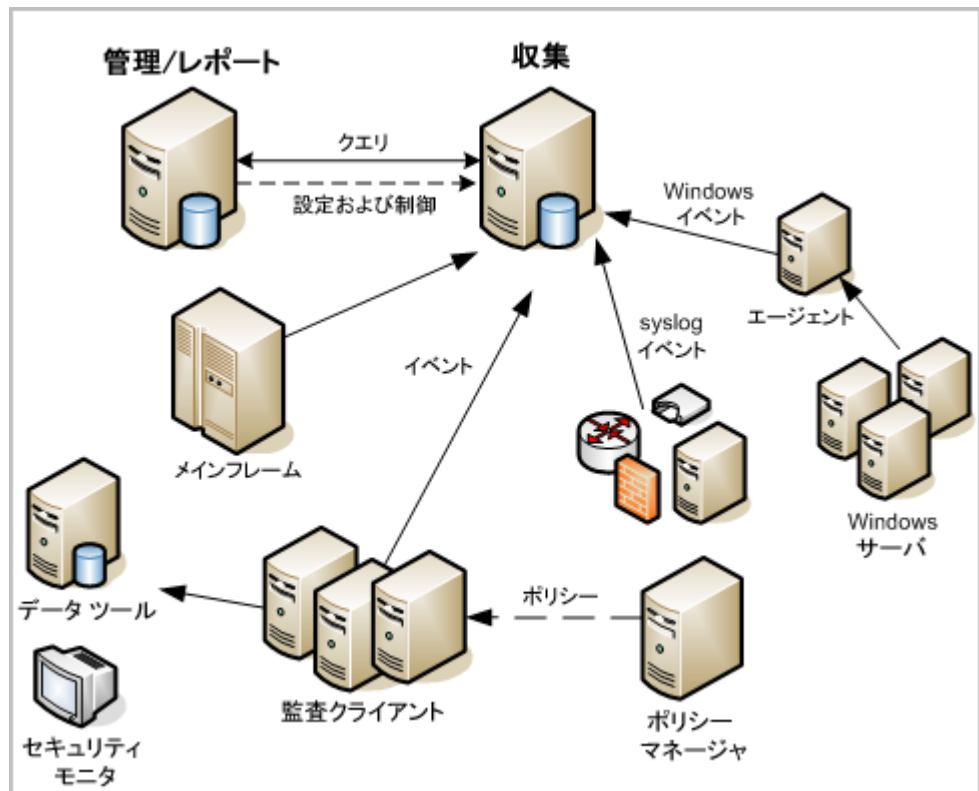 管理/レポート
収集
クエリ
設定および制御
Windows
イベント
エージェント
syslog
イベント
イベント
メインフレーム
Windows
サーバ
データ ツール
ポリシー
監査クライアント
ポリシー
マネージャ
セキュリティ
モニタ